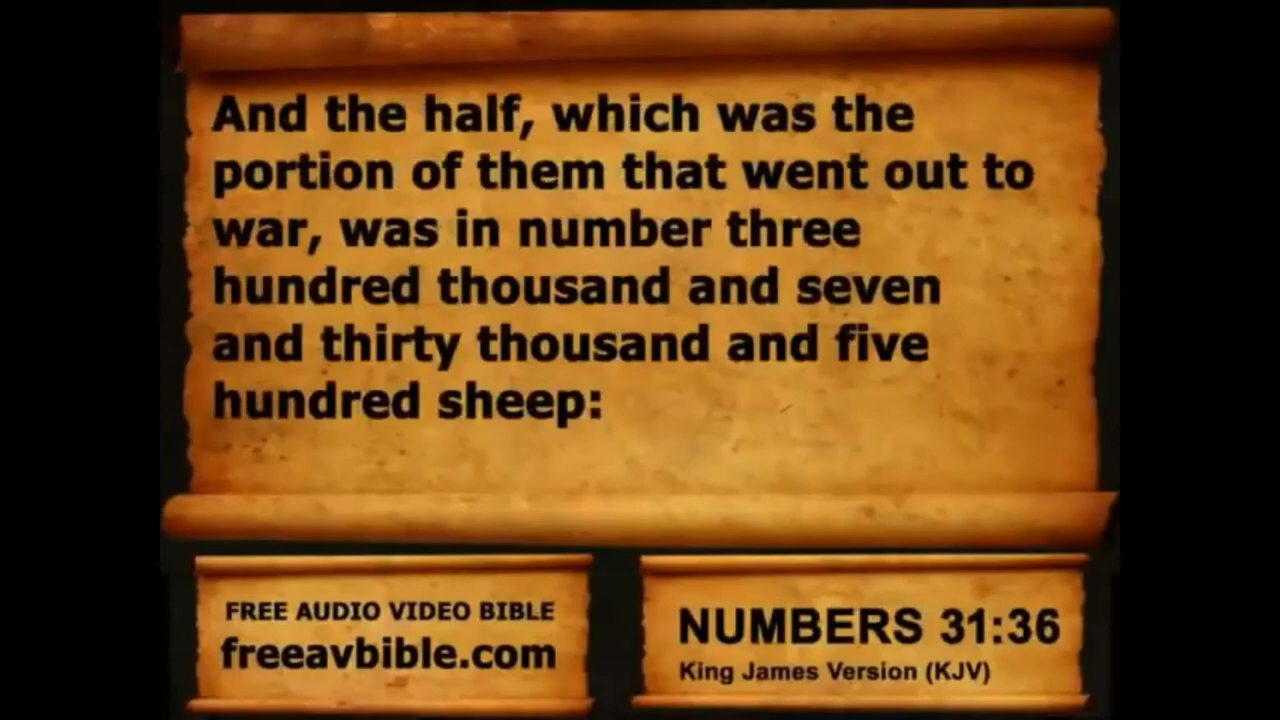 And the half, which was the
portion of them that went out to
war, was in number three
hundred thousand and seven
and thirty thousand and five
hundred sheep:
FREE AUDIO VIDEO BIBLE
freeavbible.com
NUMBERS 31:36
King James Version (KJV)